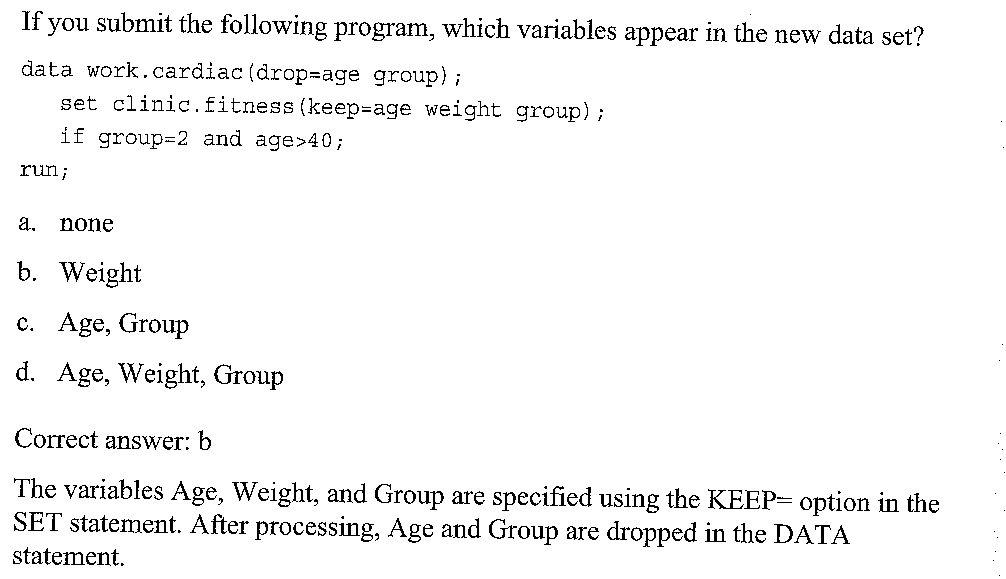 If you submit the following program, which variables appear in the new data set?
data work.cardiac(drop=age group);
set clinic.fitness(keep=age weight group);
if group=2 and age>40;
run;
a. none
b. Weight
c. Age, Group
d. Age, Weight, Group
Correct answer: b
The variables Age, Weight, and Group are specified using the KEEP= option in the
SET statement. After processing, Age and Group are dropped in the DATA
statement.